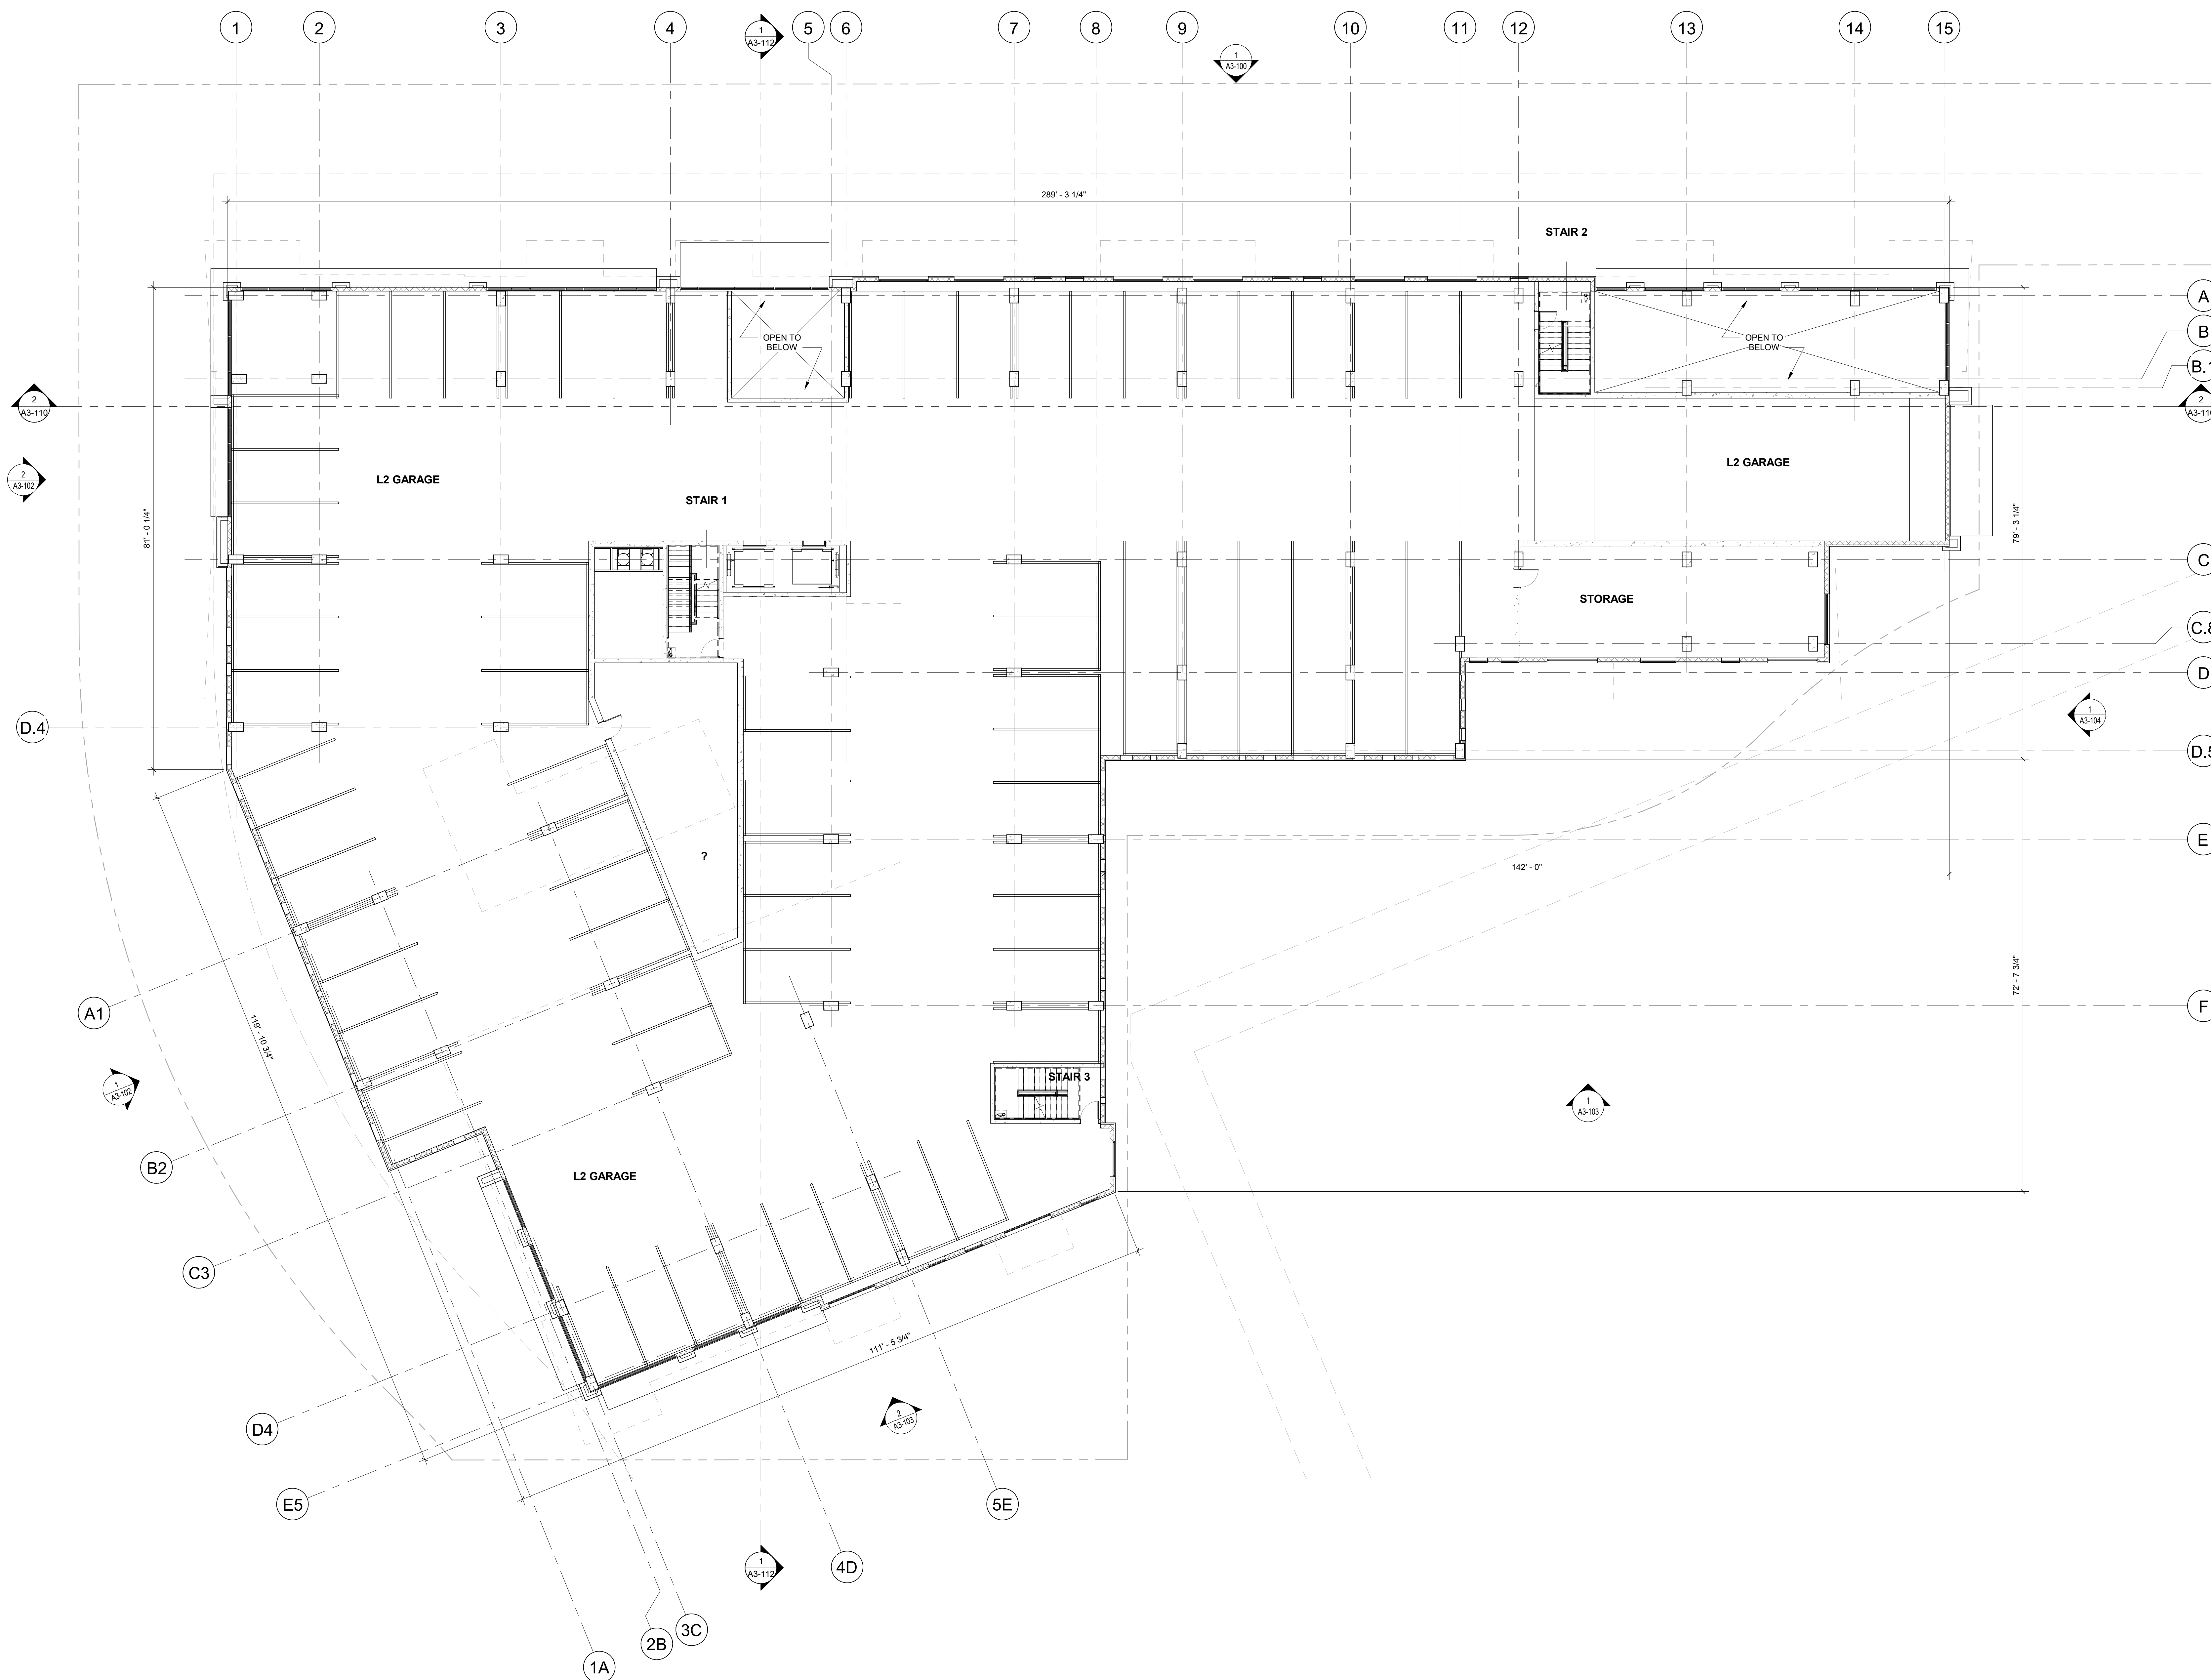 1
2
3
4
1
A3-112
5
6
7
8
9
10
11
12
13
14
15
1
A3-100
289' - 3 1/4"
STAIR 2
A
B
B.1
OPEN TO
BELOW
OPEN TO
BELOW
2
A3-110
2
2
A3-102
L2 GARAGE
L2 GARAGE
STAIR 1
81' - 0 1/4"
79' - 3 1/4"
C
STORAGE
C.8
D
D.4
1
A3-104
D.5
E
?
142' - 0"
72' - 7 3/4"
F
A1
119' - 10 3/4"
1
A3-102
STAIR 3
1
A3-103
B2
L2 GARAGE
C3
111' - 5 3/4"
2
A3-103
D4
E5
5E
1
A3-112
4D
3C
2B
1A